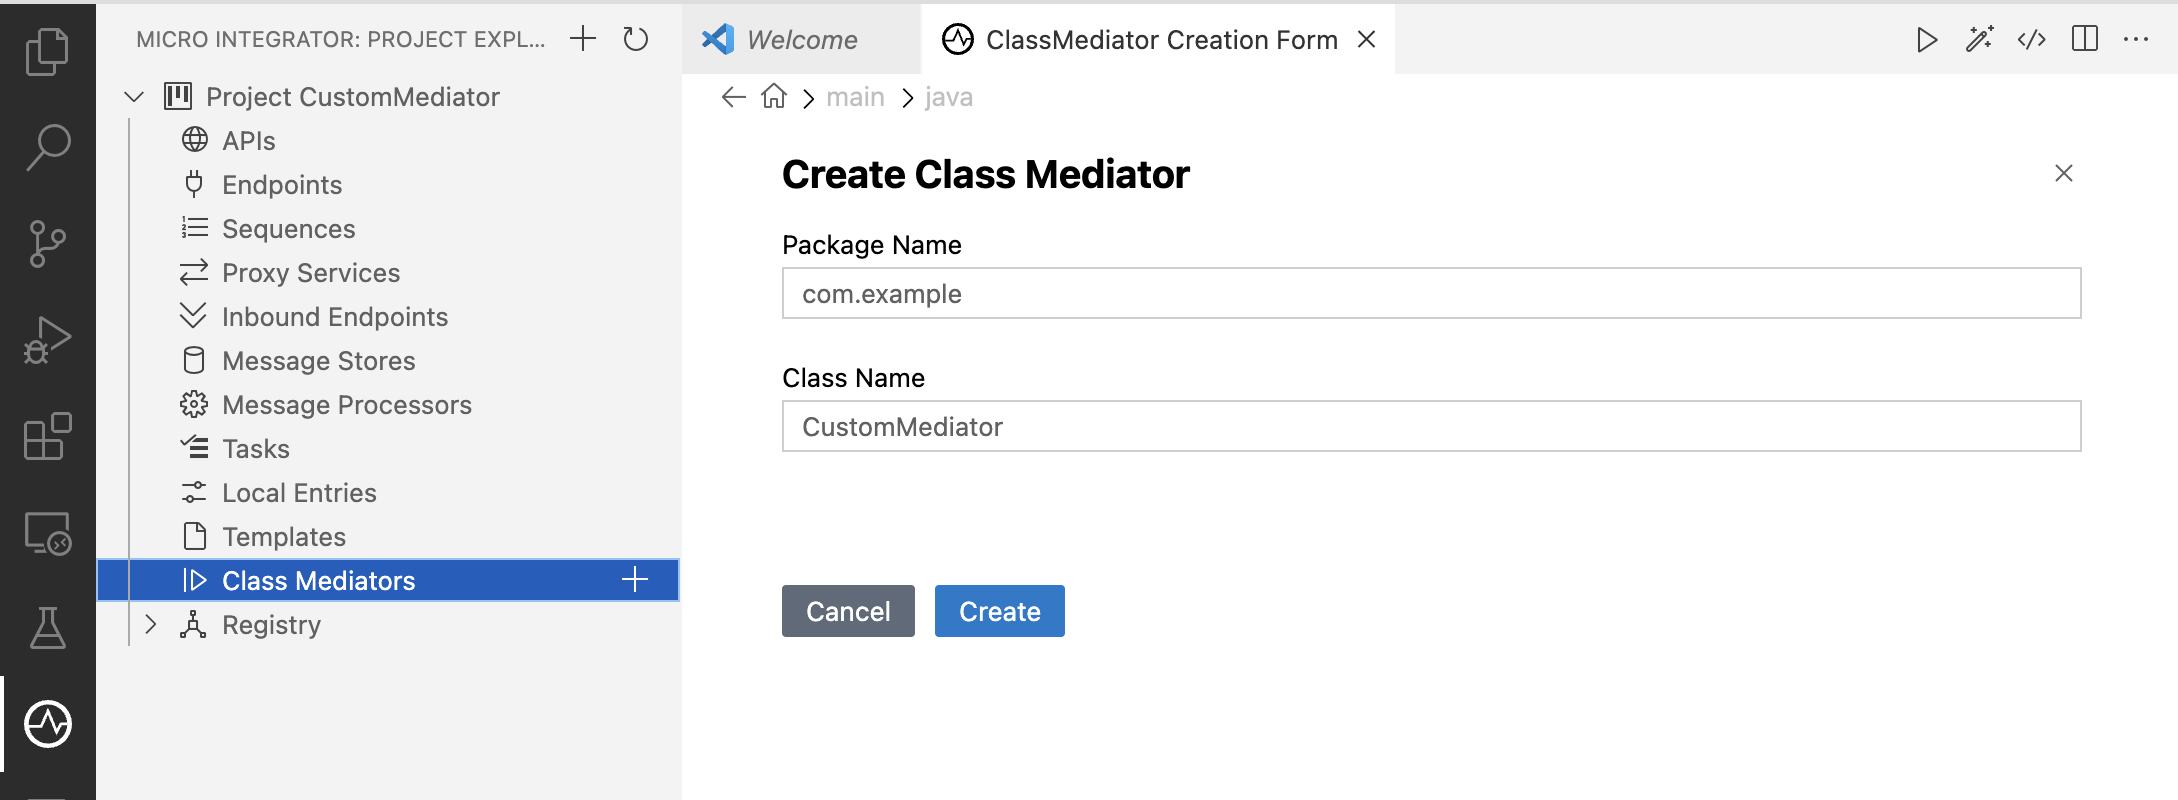 MICRO INTEGRATOR: PROJECT EXPL...
Project CustomMediator
APIs
Endpoints
Sequences
Proxy Services
Inbound Endpoints
Message Stores
Message Processors
Tasks
Local Entries
Templates
Class Mediators
Registry
Welcome
ClassMediator Creation Form
main
java
Create Class Mediator
Package Name
com.example
Class Name
CustomMediator
Cancel
Create